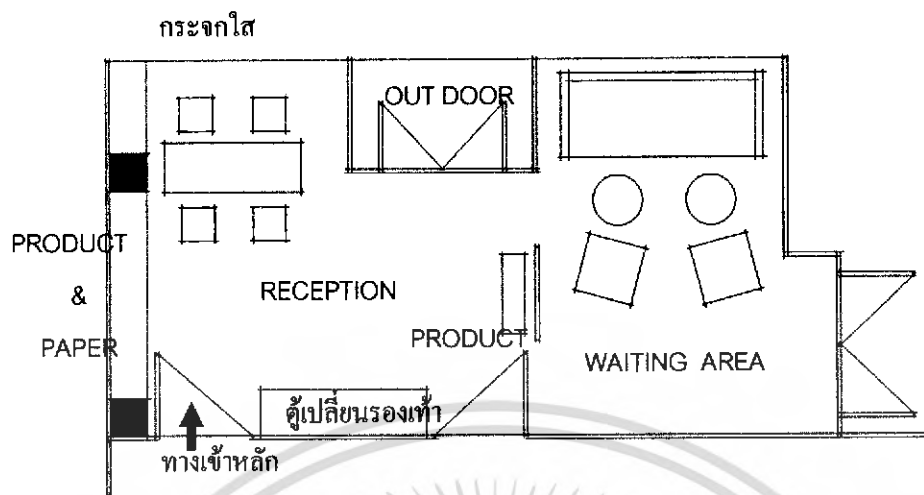 กระจกใส
OUT DOOR
PRODUCT
&
PAPER
RECEPTION
PRODUCT
WAITING AREA
ตู้เปลี่ยนรองเท้า
ทางเข้าหลัก